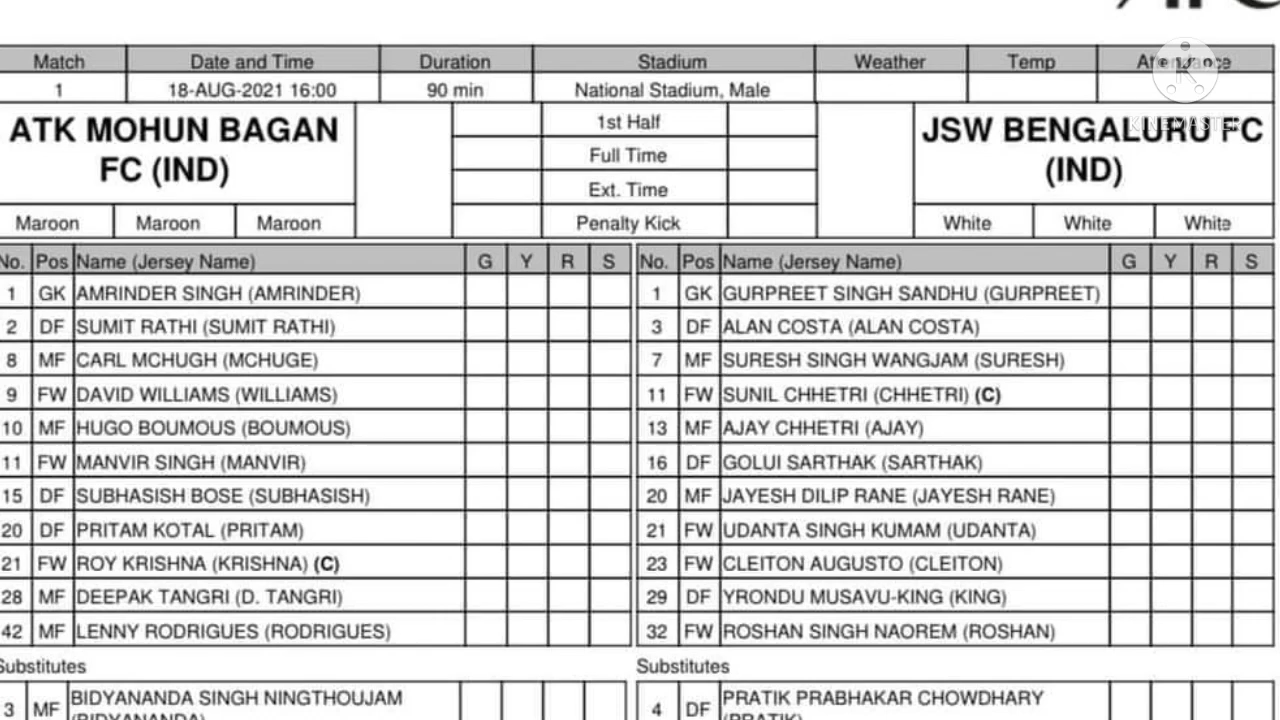 Match Date and Time Duration Stadium Weather Temp Attendance
1 18-AUG-2021 16:00 90 min National Stadium, Male
ATK MOHUN BAGAN
FC (IND)
Maroon Maroon Maroon
1st Half
Full Time
Ext. Time
Penalty Kick
JSW BENGALURU FC
(IND)
White White White
KINEMASTER
No. Pos Name (Jersey Name) G Y R S
1 GK AMRINDER SINGH (AMRINDER)
2 DF SUMIT RATHI (SUMIT RATHI)
8 MF CARL MCHUGH (MCHUGE)
9 FW DAVID WILLIAMS (WILLIAMS)
10 MF HUGO BOUMOUS (BOUMOUS)
11 FW MANVIR SINGH (MANVIR)
15 DF SUBHASISH BOSE (SUBHASISH)
20 DF PRITAM KOTAL (PRITAM)
21 FW ROY KRISHNA (KRISHNA) (C)
28 MF DEEPAK TANGRI (D. TANGRI)
42 MF LENNY RODRIGUES (RODRIGUES)
Substitutes
3 MF BIDYANANDA SINGH NINGTHOUJAM
(BIDYANANDA)
No. Pos Name (Jersey Name) G Y R S
1 GK GURPREET SINGH SANDHU (GURPREET)
3 DF ALAN COSTA (ALAN COSTA)
7 MF SURESH SINGH WANGJAM (SURESH)
11 FW SUNIL CHHETRI (CHHETRI) (C)
13 MF AJAY CHHETRI (AJAY)
16 DF GOLUI SARTHAK (SARTHAK)
20 MF JAYESH DILIP RANE (JAYESH RANE)
21 FW UDANTA SINGH KUMAM (UDANTA)
23 FW CLEITON AUGUSTO (CLEITON)
29 DF YRONDU MUSAVU-KING (KING)
32 FW ROSHAN SINGH NAOREM (ROSHAN)
Substitutes
4 DF PRATIK PRABHAKAR CHOWDHARY
(PRATIK)